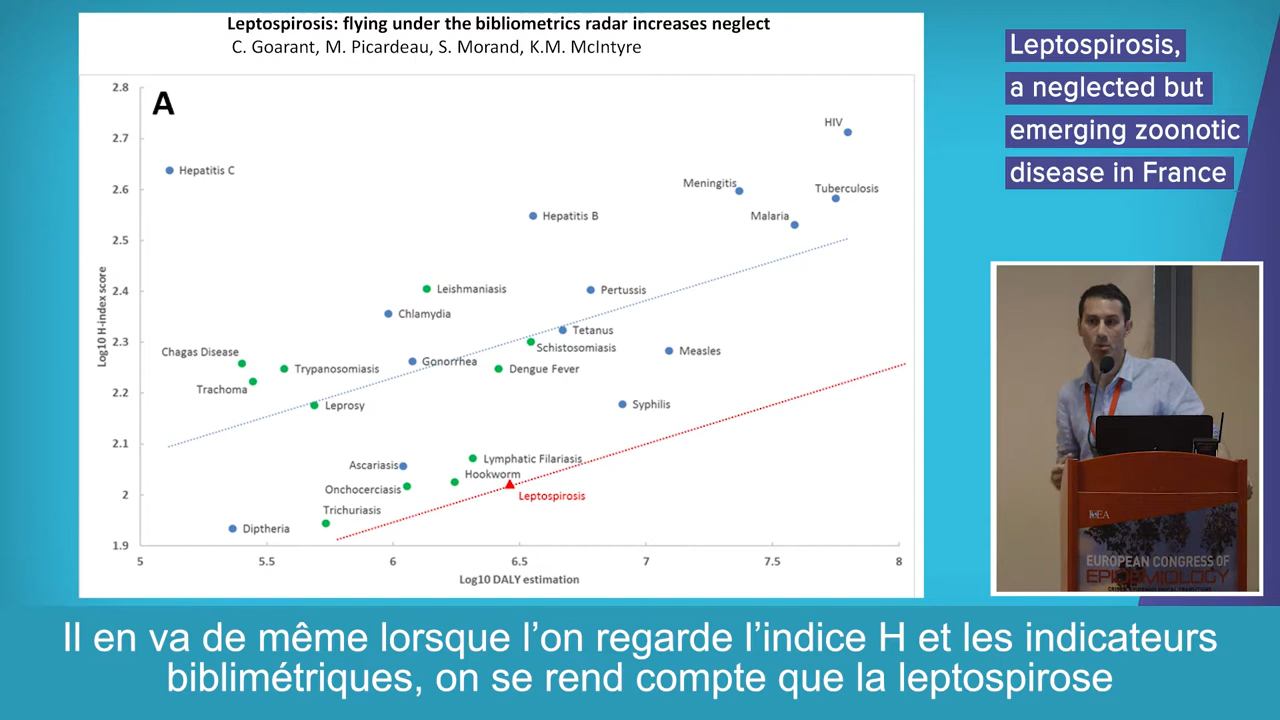 Leptospirosis: flying under the bibliometrics radar increases neglect
C. Goarant, M. Picardeau, S. Morand, K.M. McIntyre
Leptospirosis,
a neglected but
emerging zoonotic
disease in France
A
2.8
2.7
2.6
2.5
2.4
2.3
2.2
2.1
2
1.9
Log10 H-index score
HIV
Hepatitis C
Meningitis
Tuberculosis
Hepatitis B
Malaria
Leishmaniasis
Pertussis
Chlamydia
Tetanus
Schistosomiasis
Chagas Disease
Gonorrhea
Measles
Trypanosomiasis
Dengue Fever
Trachoma
Leprosy
Syphilis
Ascariasis
Lymphatic Filariasis
Hookworm
Onchocerciasis
Leptospirosis
Trichuriasis
Diptheria
5
5.5
6
6.5
7
7.5
8
Log10 DALY estimation
EUROPEAN CONGRESS OF
EPIDEMIOLOGY
Il en va de même lorsque l’on regarde l’indice H et les indicateurs
biblimétriques, on se rend compte que la leptospirose